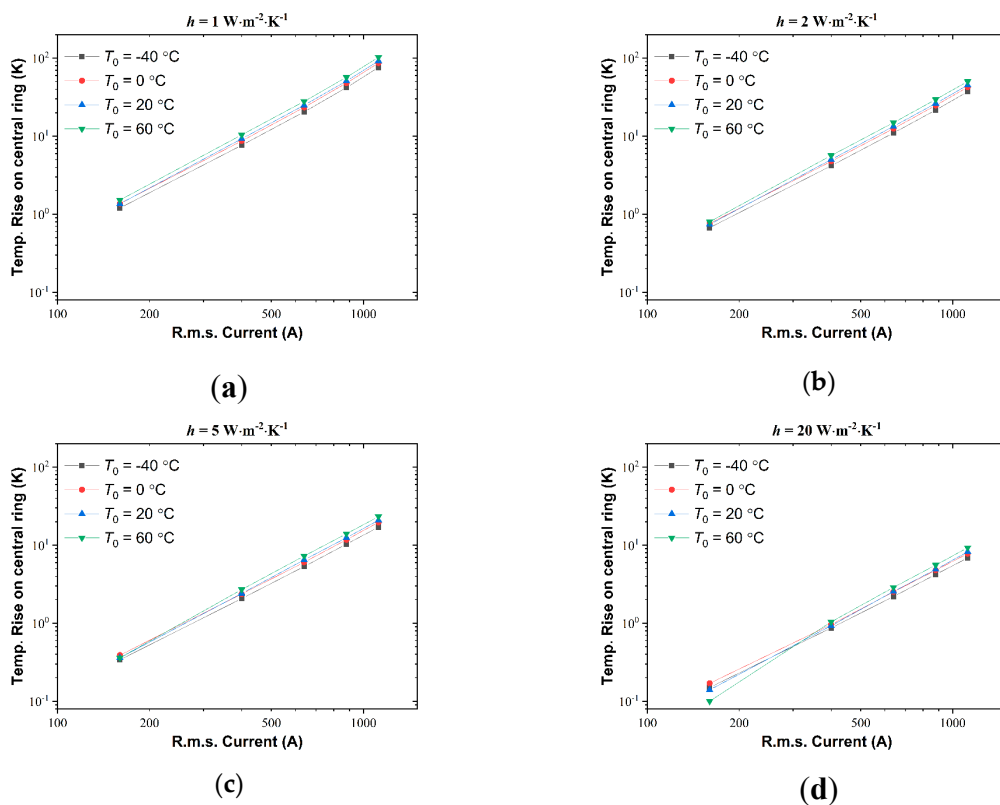 h = 1 W·m⁻²·K⁻¹
T₀ = -40 °C
T₀ = 0 °C
T₀ = 20 °C
T₀ = 60 °C
Temp. Rise on central ring (K)
10²
10¹
10⁰
10⁻¹
100 200 500 1000
R.m.s. Current (A)
(a)
h = 2 W·m⁻²·K⁻¹
T₀ = -40 °C
T₀ = 0 °C
T₀ = 20 °C
T₀ = 60 °C
Temp. Rise on central ring (K)
10²
10¹
10⁰
10⁻¹
100 200 500 1000
R.m.s. Current (A)
(b)
h = 5 W·m⁻²·K⁻¹
T₀ = -40 °C
T₀ = 0 °C
T₀ = 20 °C
T₀ = 60 °C
Temp. Rise on central ring (K)
10²
10¹
10⁰
10⁻¹
100 200 500 1000
R.m.s. Current (A)
(c)
h = 20 W·m⁻²·K⁻¹
T₀ = -40 °C
T₀ = 0 °C
T₀ = 20 °C
T₀ = 60 °C
Temp. Rise on central ring (K)
10²
10¹
10⁰
10⁻¹
100 200 500 1000
R.m.s. Current (A)
(d)